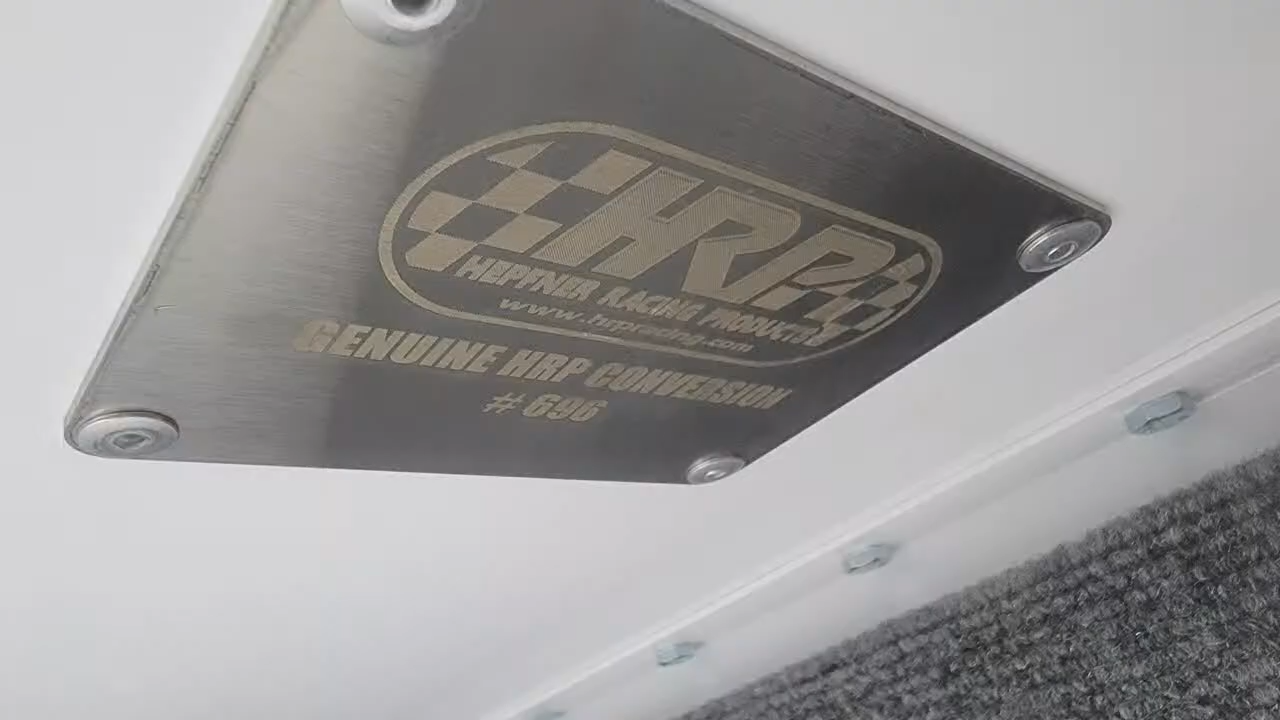 HRP
HEPFNER RACING PRODUCTS
www.hrpracing.com
GENUINE HRP CONVERSION
# 696